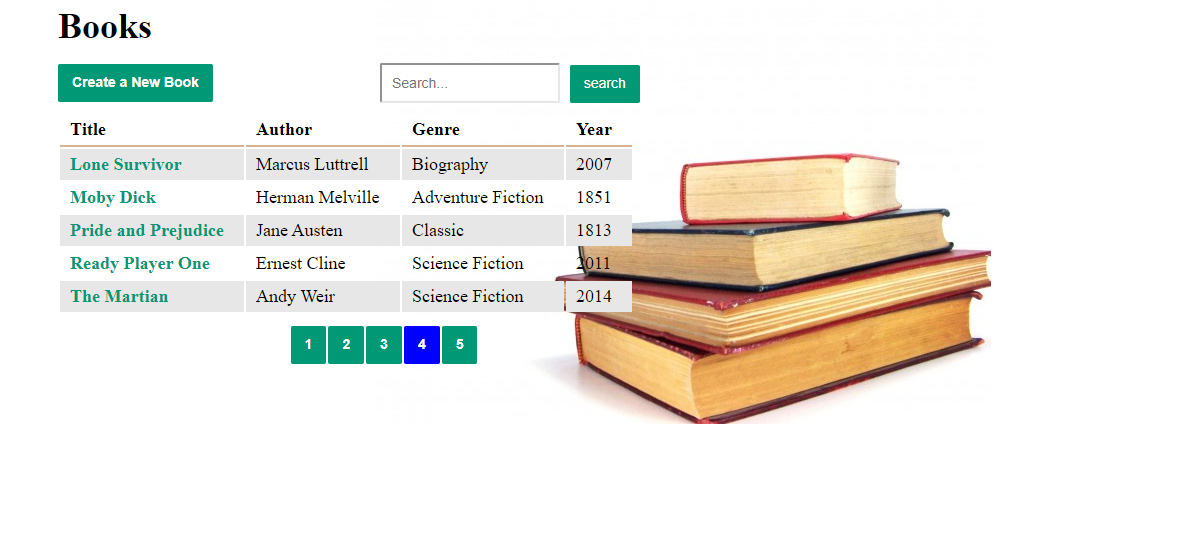 Books
Create a New Book Search... search
Title Author Genre Year
Lone Survivor Marcus Luttrell Biography 2007
Moby Dick Herman Melville Adventure Fiction 1851
Pride and Prejudice Jane Austen Classic 1813
Ready Player One Ernest Cline Science Fiction 2011
The Martian Andy Weir Science Fiction 2014
1 2 3 4 5